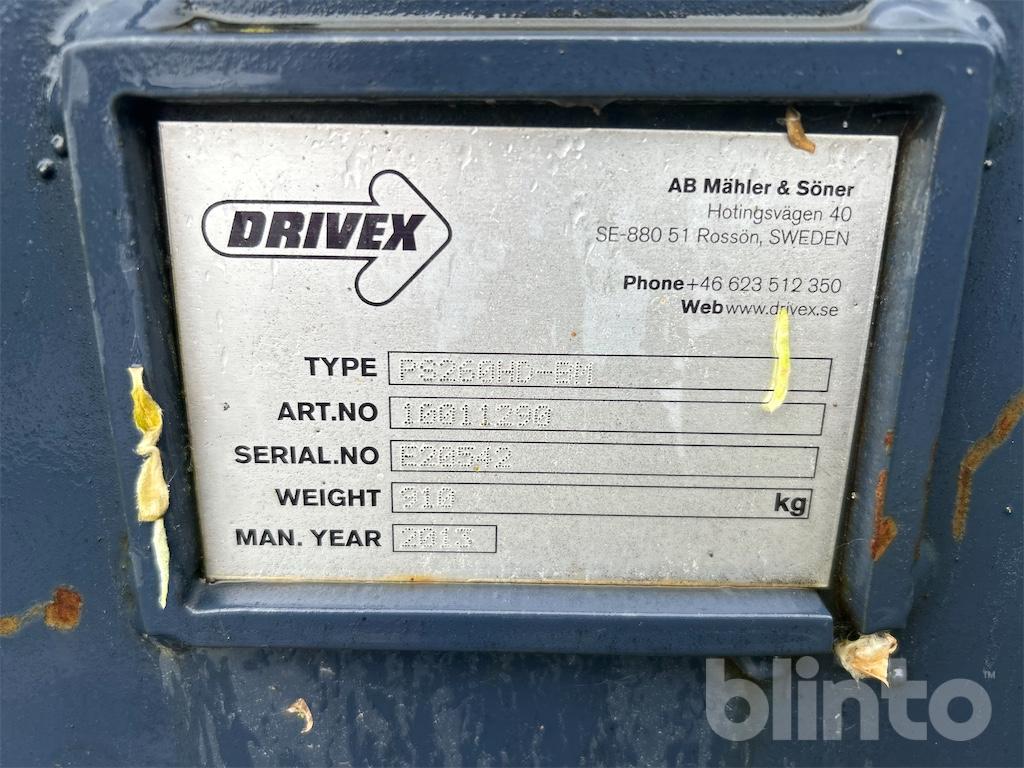 DRIVEX
AB Mähler & Söner
Hotingsvägen 40
SE-880 51 Rossön, SWEDEN
Phone +46 623 512 350
Web www.drivex.se
TYPE PS260HD-BM
ART.NO 10011290
SERIAL.NO E20542
WEIGHT 910 kg
MAN. YEAR 2013
blinto™